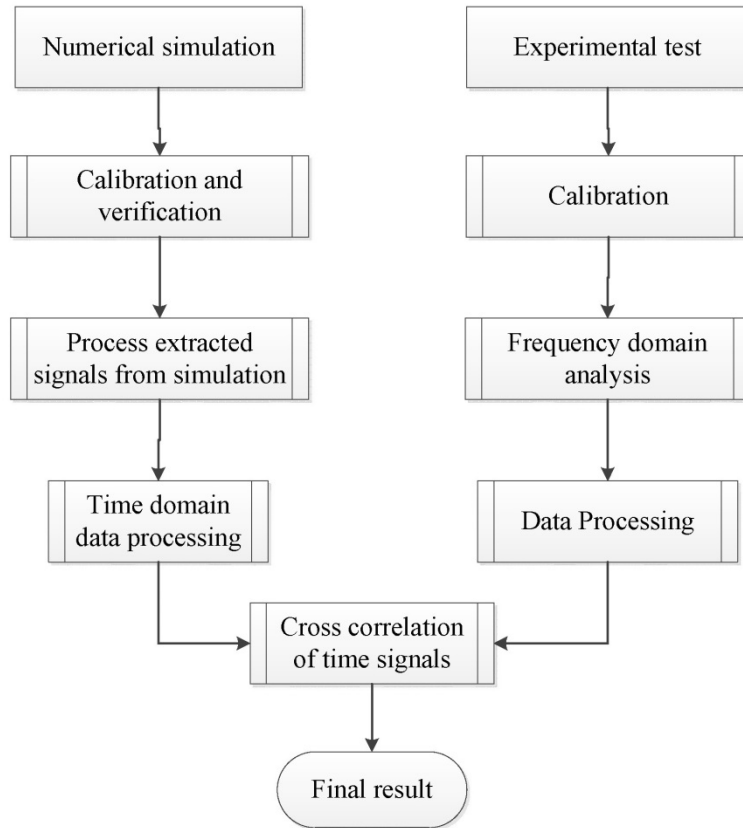 Numerical simulation
Experimental test
Calibration and
verification
Calibration
Process extracted
signals from simulation
Frequency domain
analysis
Time domain
data processing
Data Processing
Cross correlation
of time signals
Final result